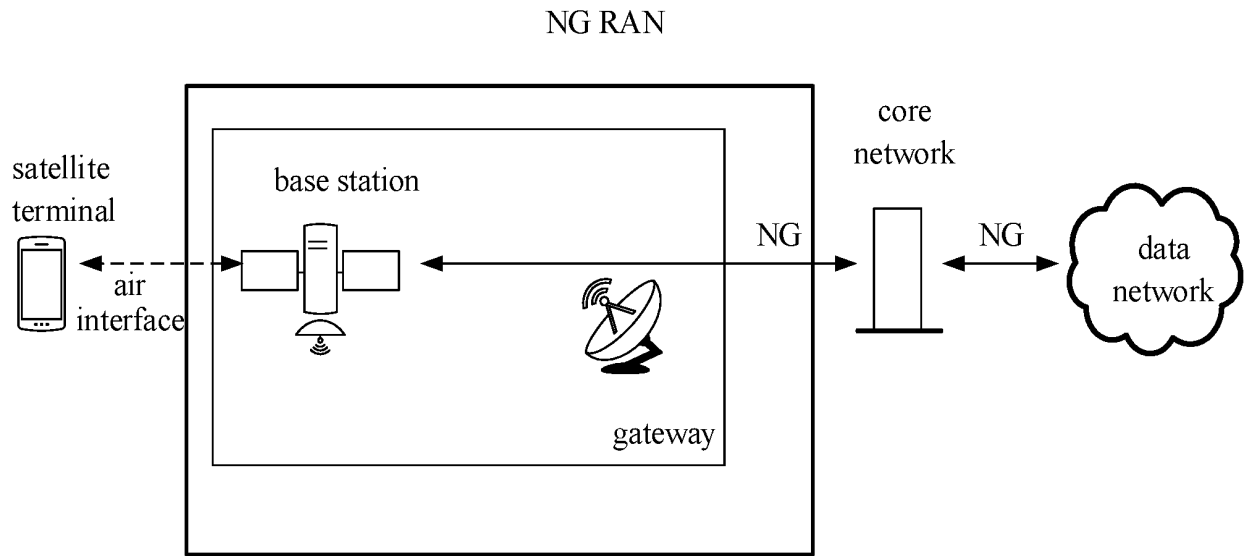 NG RAN
satellite
terminal
base station
air
interface
gateway
NG
core
network
NG
data
network